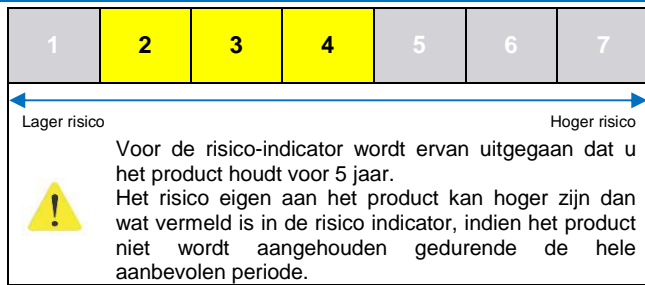 1 2 3 4 5 6 7
Lager risico Hoger risico
Voor de risico-indicator wordt ervan uitgegaan dat u
het product houdt voor 5 jaar.
Het risico eigen aan het product kan hoger zijn dan
wat vermeld is in de risico indicator, indien het product
niet wordt aangehouden gedurende de hele
aanbevolen periode.